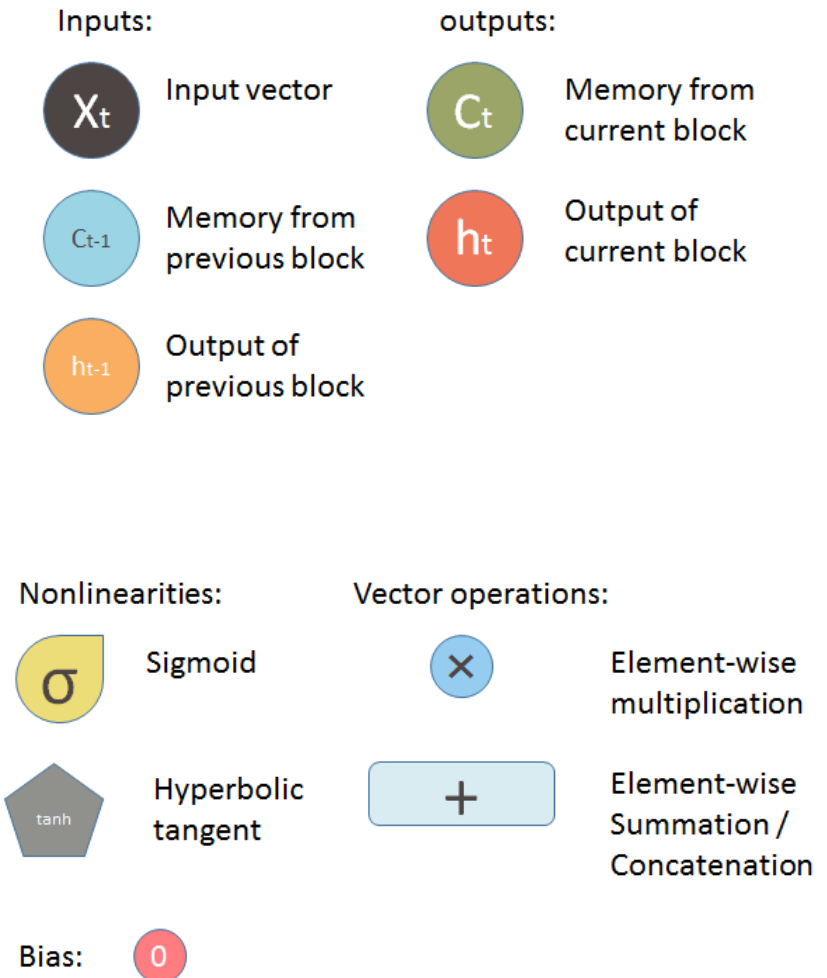 Inputs:
outputs:
Xt
Input vector
Ct
Memory from
current block
Ct-1
Memory from
previous block
ht
Output of
current block
ht-1
Output of
previous block
Nonlinearities:
Vector operations:
σ
Sigmoid
×
Element-wise
multiplication
tanh
Hyperbolic
tangent
+
Element-wise
Summation /
Concatenation
Bias:
0